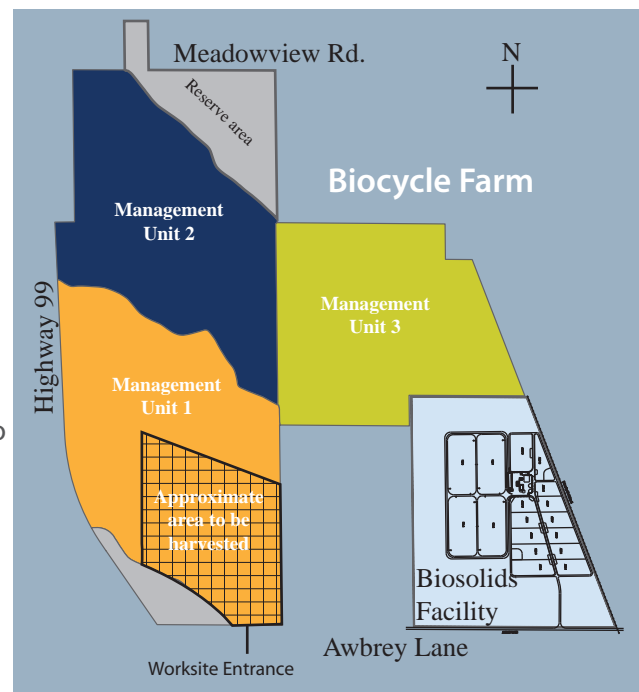 Meadowview Rd.
N
Reserve area
Biocycle Farm
Management
Unit 2
Management
Unit 3
Highway 99
Management
Unit 1
o
Approximate
area to be
harvested
Biosolids
Facility
Awbrey Lane
Worksite Entrance